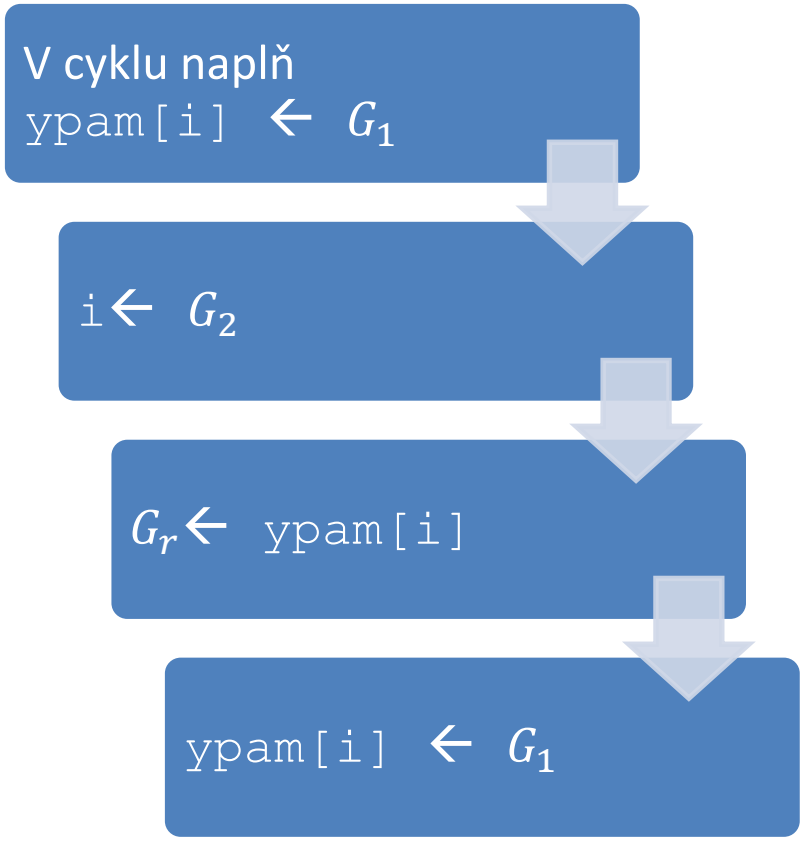 V cyklu naplň
ypam[i] ← G₁
i← G₂
Gᵣ← ypam[i]
ypam[i] ← G₁